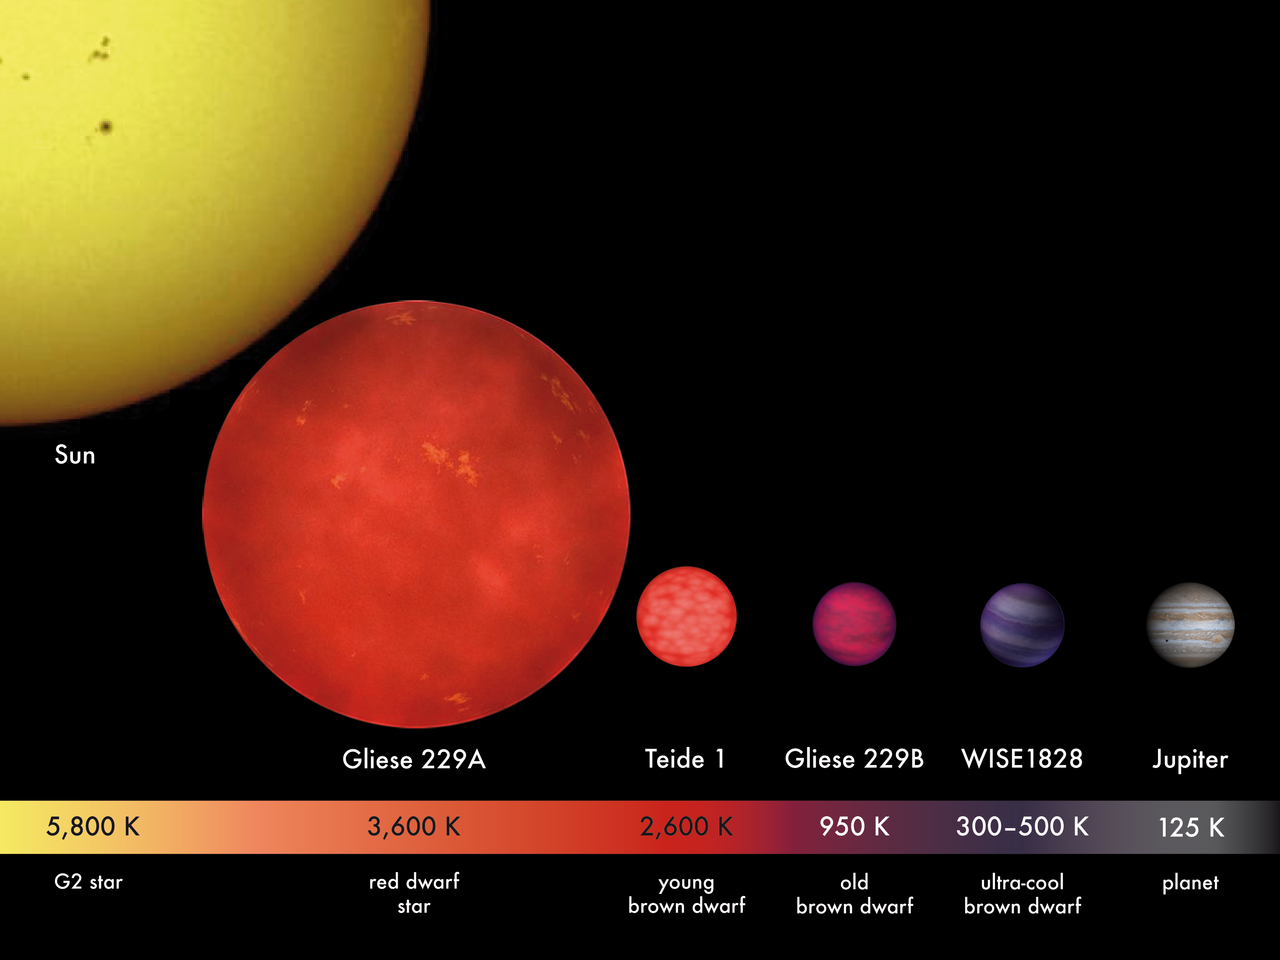 Sun
Gliese 229A
Teide 1
Gliese 229B
WISE1828
Jupiter
5,800 K
3,600 K
2,600 K
950 K
300–500 K
125 K
G2 star
red dwarf
star
young
brown dwarf
old
brown dwarf
ultra-cool
brown dwarf
planet